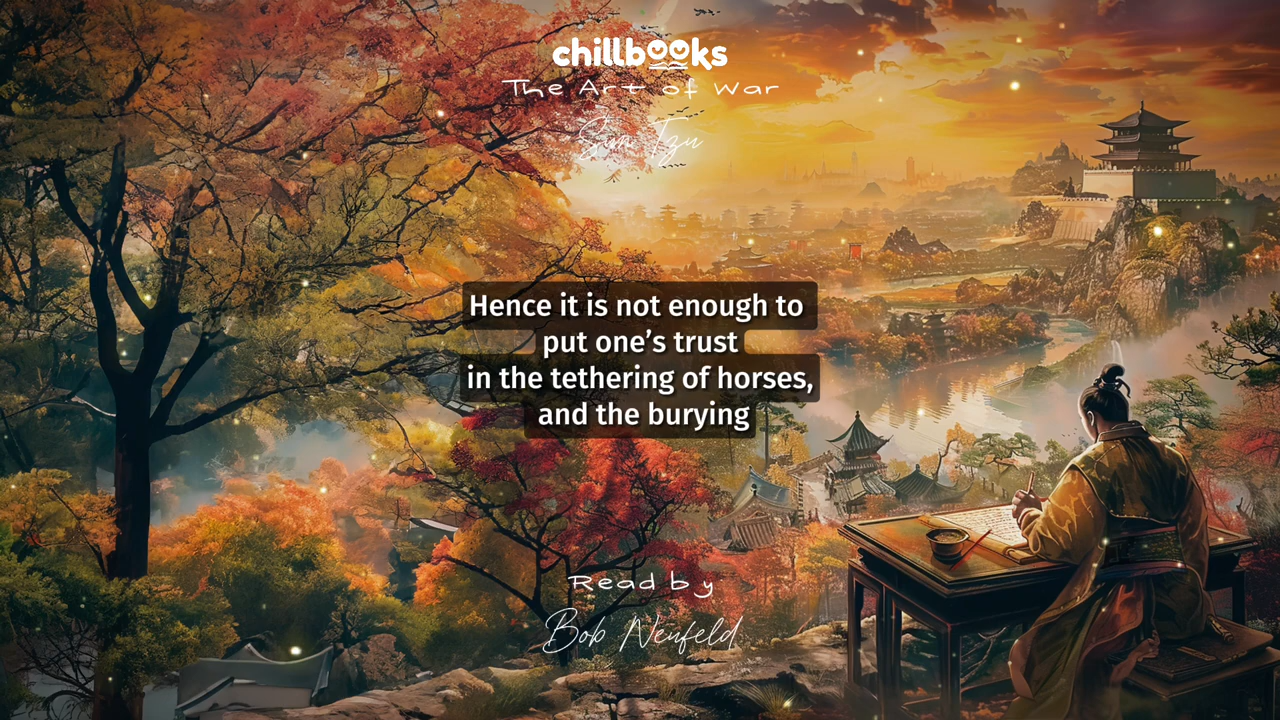 chillbooks
The Art of War
Sun Tzu
Hence it is not enough to
put one’s trust
in the tethering of horses,
and the burying
Read by
Bob Neufeld